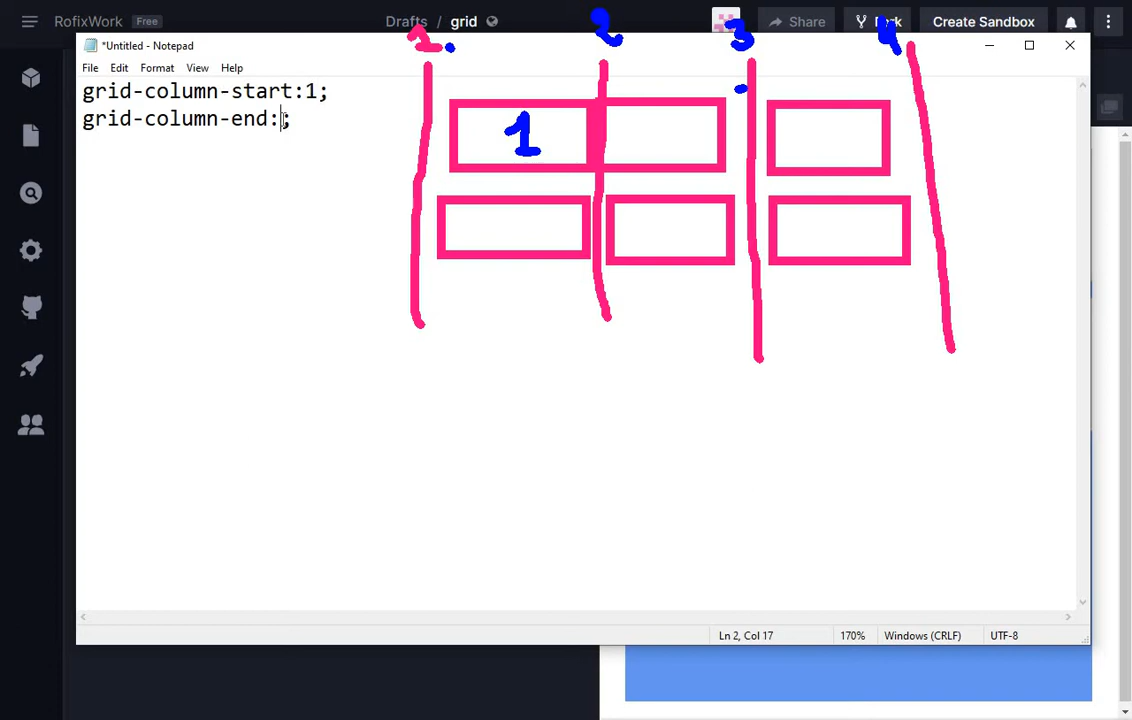 RofixWork Free
Drafts / grid
Share
Fork
Create Sandbox
*Untitled - Notepad
File Edit Format View Help
grid-column-start:1;
grid-column-end:;
1. 2 3 4
1
Ln 2, Col 17
170%
Windows (CRLF)
UTF-8